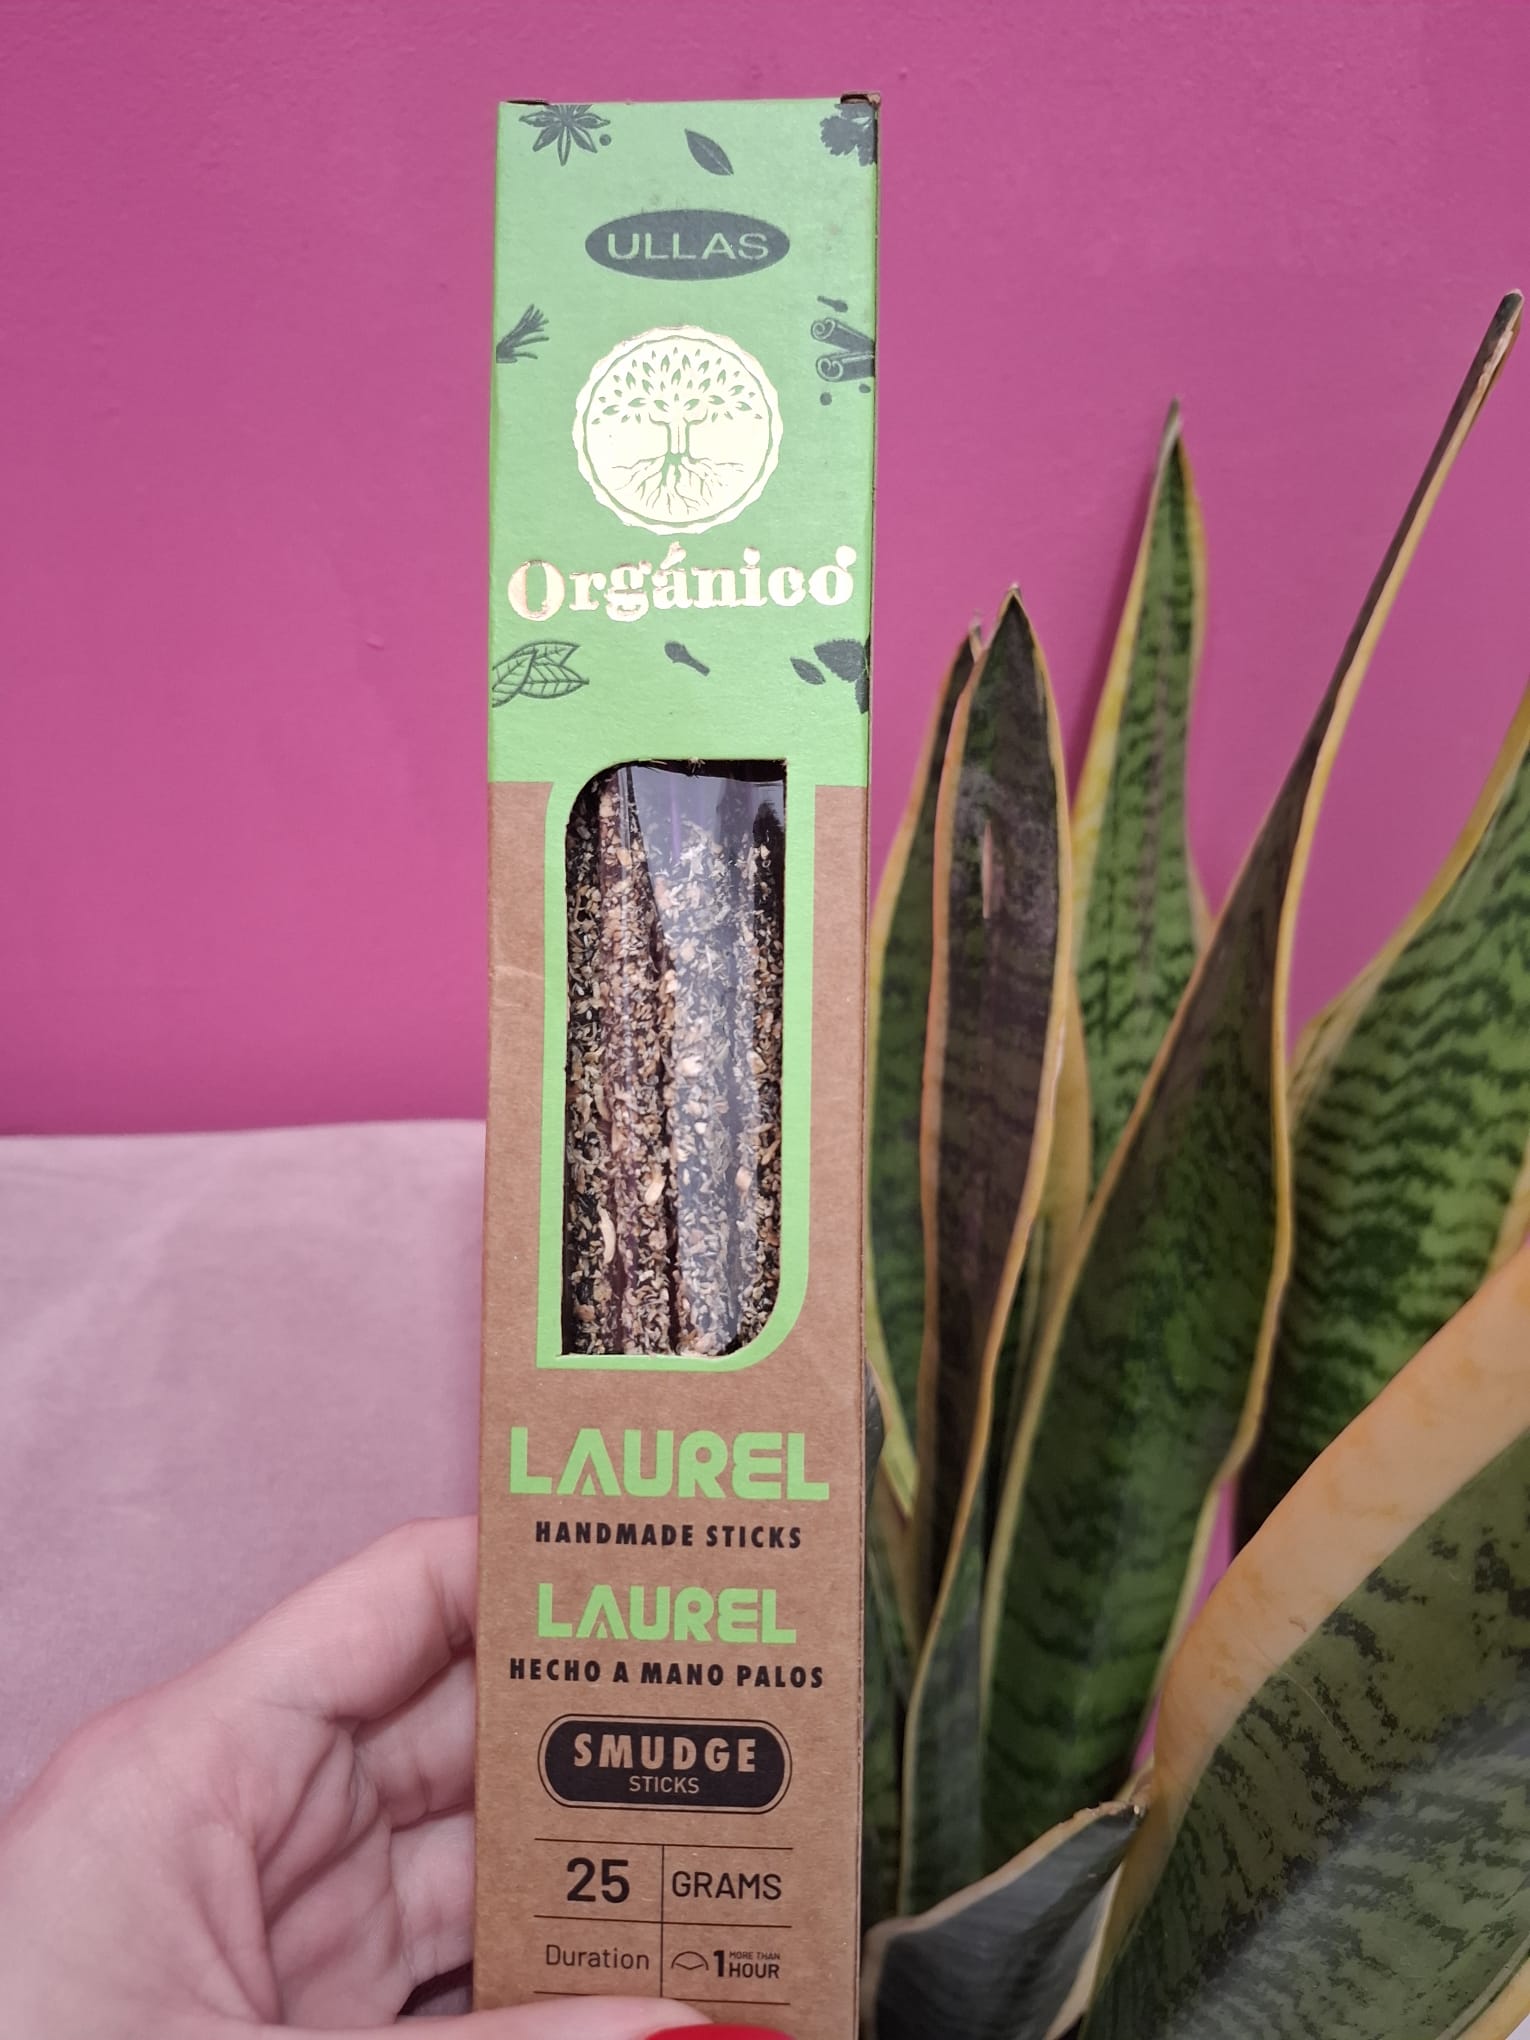 ULLAS
Orgánico
LAUREL
HANDMADE STICKS
LAUREL
HECHO A MANO PALOS
SMUDGE
STICKS
25 GRAMS
Duration 1 MORE THAN HOUR